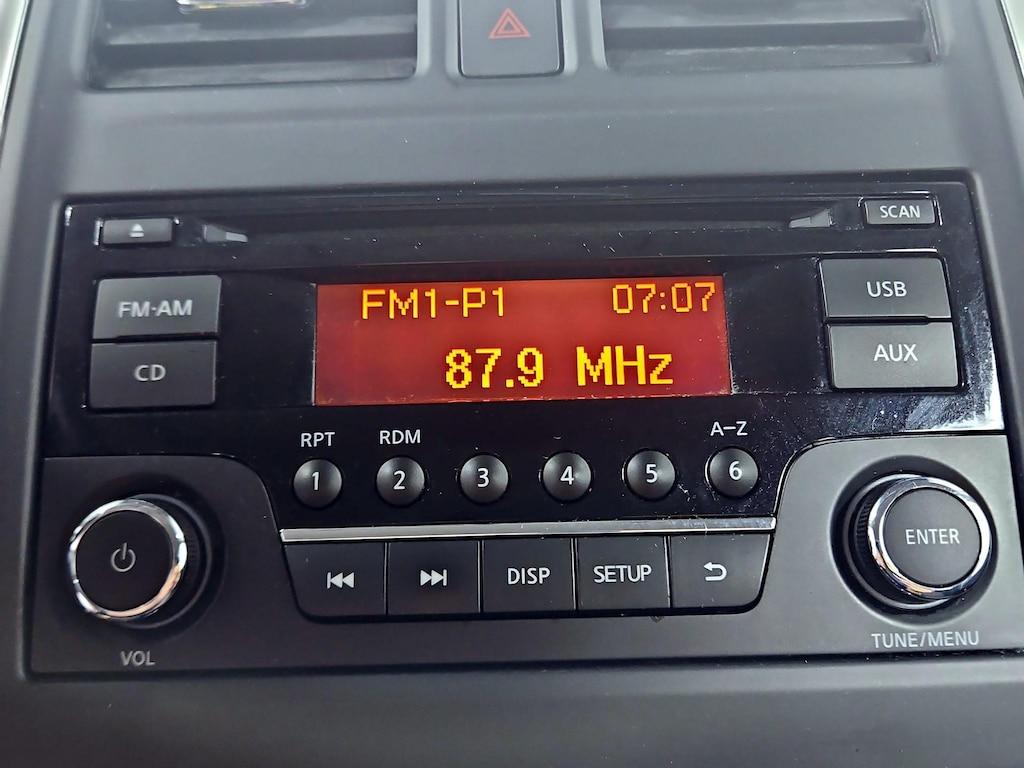 SCAN
FM1-P1 07:07
FM·AM
USB
87.9 MHz
CD
AUX
RPT RDM A-Z
1 2 3 4 5 6
DISP SETUP
ENTER
VOL
TUNE/MENU